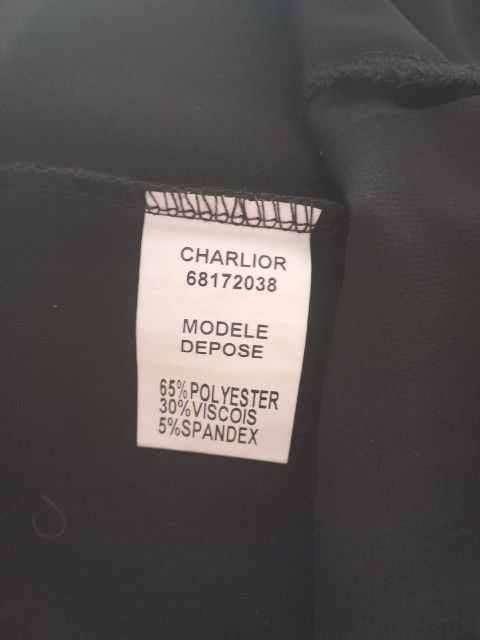 CHARLIOR
68172038
MODELE
DEPOSE
65%POLYESTER
30%VISCOIS
5%SPANDEX